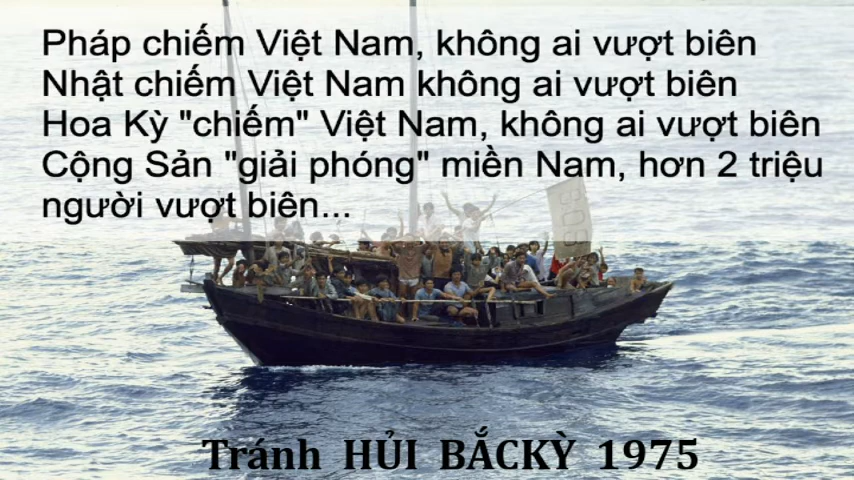 Pháp chiếm Việt Nam, không ai vượt biên
Nhật chiếm Việt Nam không ai vượt biên
Hoa Kỳ "chiếm" Việt Nam, không ai vượt biên
Cộng Sản "giải phóng" miền Nam, hơn 2 triệu
người vượt biên...
SOS
Tránh HỦI BẮCKỲ 1975